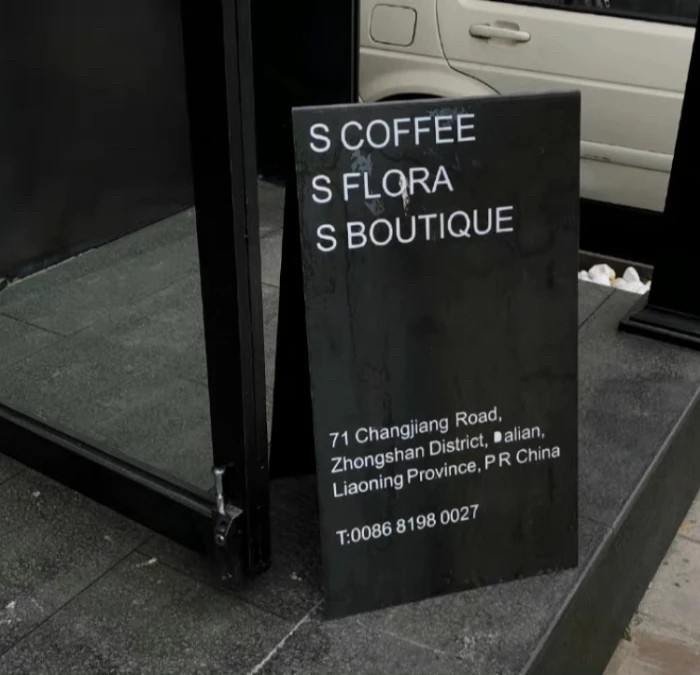 S COFFEE
S FLORA
S BOUTIQUE
71 Changjiang Road,
Zhongshan District, Dalian,
Liaoning Province, P R China
T:0086 8198 0027